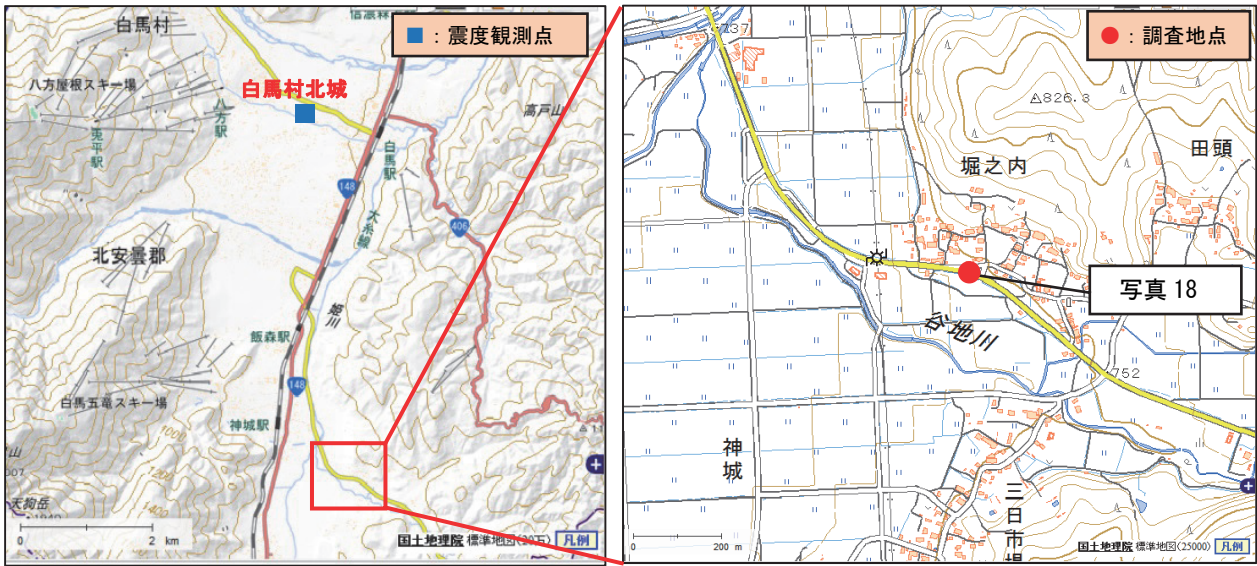 白馬村
■：震度観測点
白馬村北城
八方屋根スキー場
八方駅
兎平駅
高戸山
白馬駅
148
大糸線
406
北安曇郡
姫川
飯森駅
148
白馬五竜スキー場
神城駅
1000
1200
1400
天狗岳
0 2 km
国土地理院 標準地図(20万)
凡例
737
●：調査地点
826.3
堀之内
田頭
写真 18
谷地川
752
神城
三日市場
0 200 m
国土地理院 標準地図(25000)
凡例